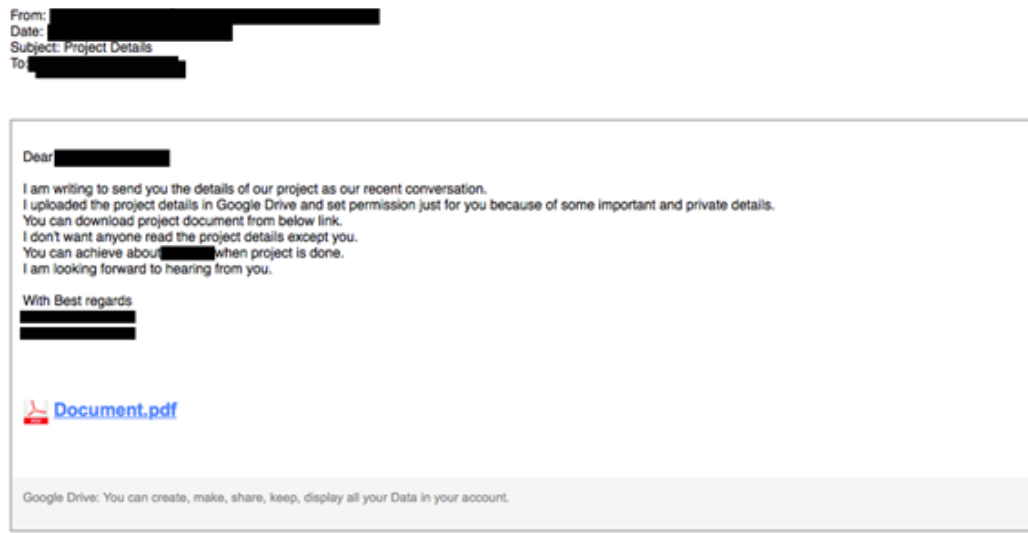 From:
Date:
Subject: Project Details
To:
Dear
I am writing to send you the details of our project as our recent conversation.
I uploaded the project details in Google Drive and set permission just for you because of some important and private details.
You can download project document from below link.
I don't want anyone read the project details except you.
You can achieve about when project is done.
I am looking forward to hearing from you.
With Best regards
Document.pdf
Google Drive: You can create, make, share, keep, display all your Data in your account.